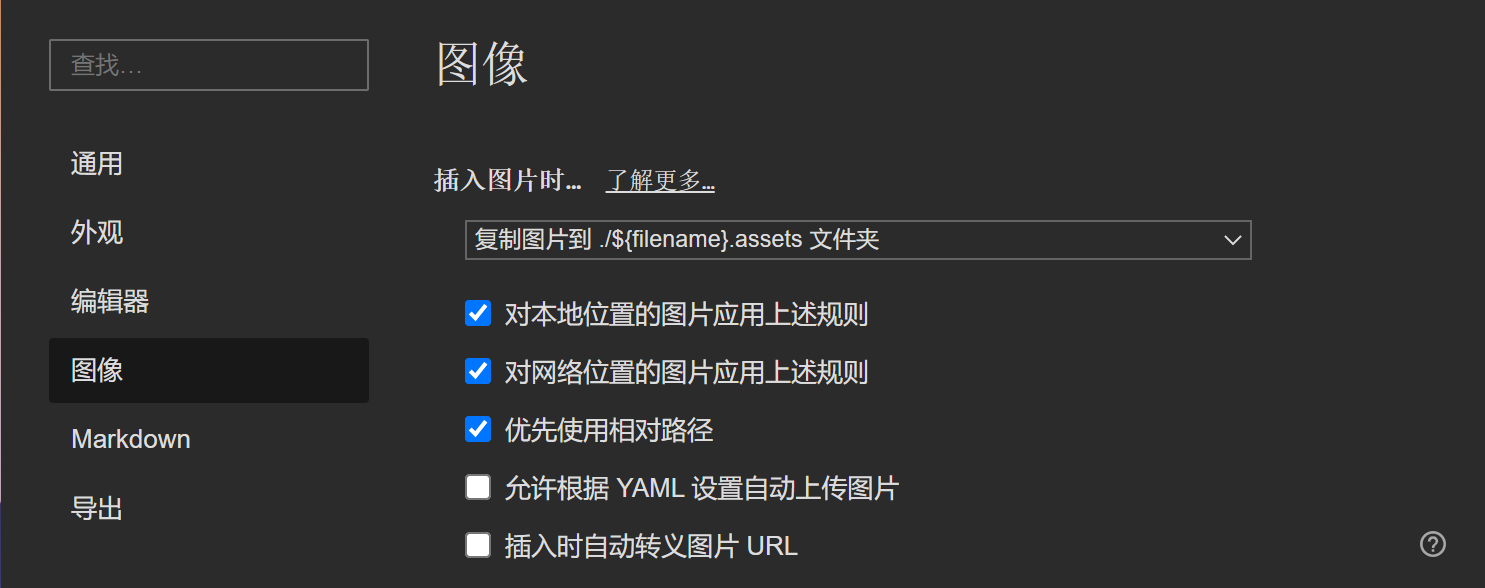 查找…
通用
外观
编辑器
图像
Markdown
导出
图像
插入图片时… 了解更多…
复制图片到 ./${filename}.assets 文件夹
对本地位置的图片应用上述规则
对网络位置的图片应用上述规则
优先使用相对路径
允许根据 YAML 设置自动上传图片
插入时自动转义图片 URL